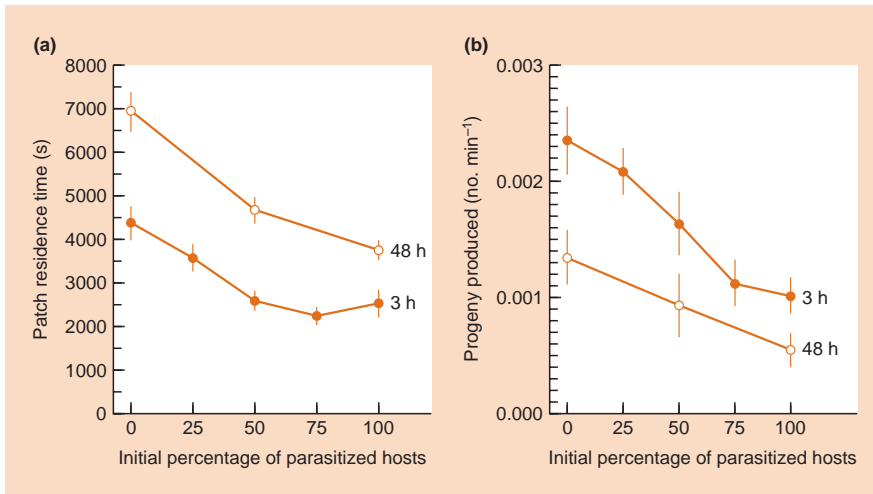 (a)
8000
7000
6000
5000
4000
3000
2000
1000
0
Patch residence time (s)
48 h
3 h
0 25 50 75 100
Initial percentage of parasitized hosts
(b)
0.003
0.002
0.001
0.000
Progeny produced (no. min⁻¹)
3 h
48 h
0 25 50 75 100
Initial percentage of parasitized hosts